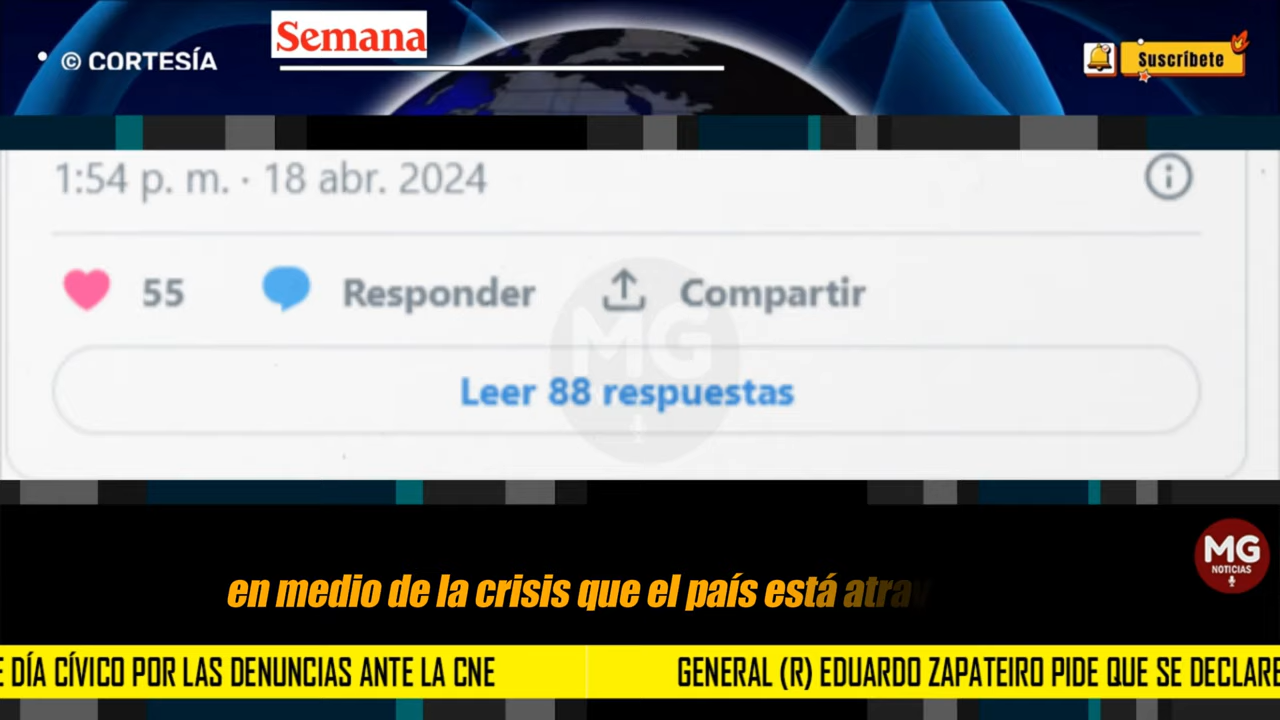 © CORTESÍA
Semana
Suscríbete
1:54 p. m. · 18 abr. 2024
55 Responder Compartir
MG
Leer 88 respuestas
MG
NOTICIAS
en medio de la crisis que el país está atrav
E DÍA CÍVICO POR LAS DENUNCIAS ANTE LA CNE
GENERAL (R) EDUARDO ZAPATEIRO PIDE QUE SE DECLARE